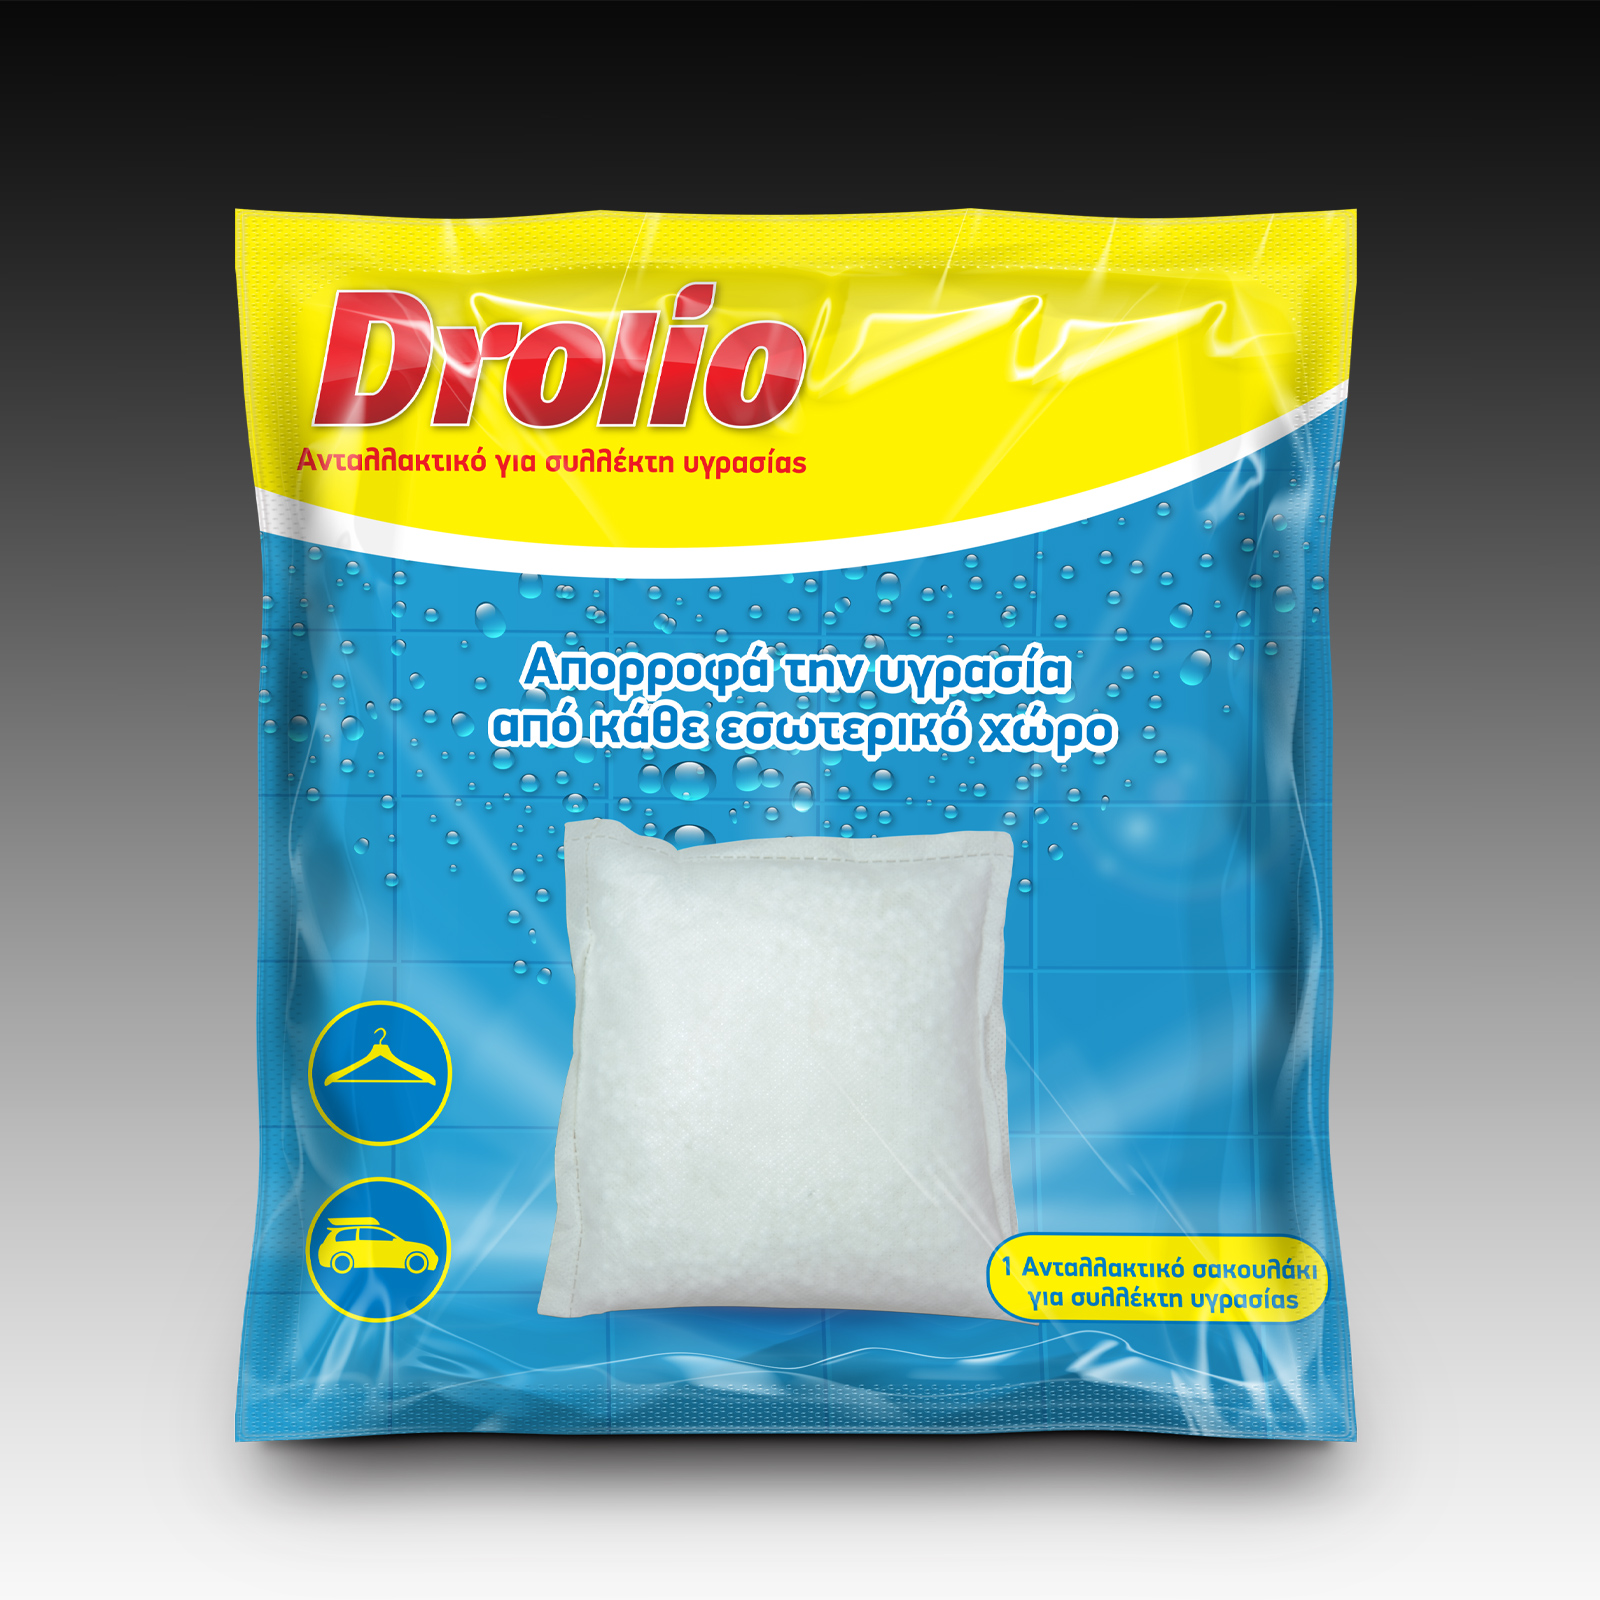 Drolio
Ανταλλακτικό για συλλέκτη υγρασίας
Απορροφά την υγρασία
από κάθε εσωτερικό χώρο
1 Ανταλλακτικό σακουλάκι
για συλλέκτη υγρασίας